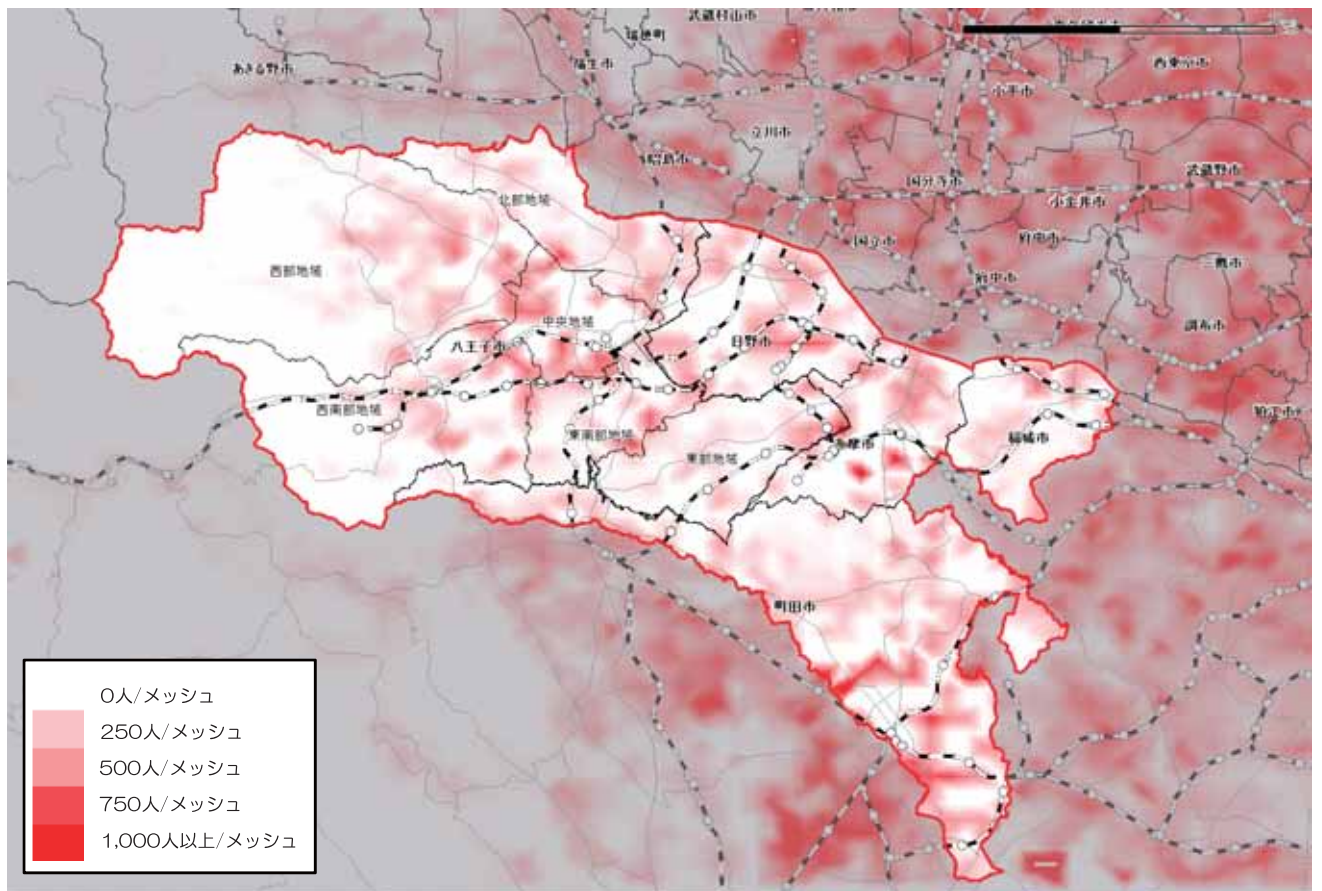 武蔵村山市
瑞穂町
あきる野市
福生市
西東京市
小平市
立川市
昭島市
国分寺市
武蔵野市
小金井市
北部地域
国立市
府中市
三鷹市
西部地域
府中市
中央地域
調布市
八王子市
日野市
西南部地域
狛江市
東南部地域
稲城市
多摩市
東部地域
町田市
0人/メッシュ
250人/メッシュ
500人/メッシュ
750人/メッシュ
1,000人以上/メッシュ